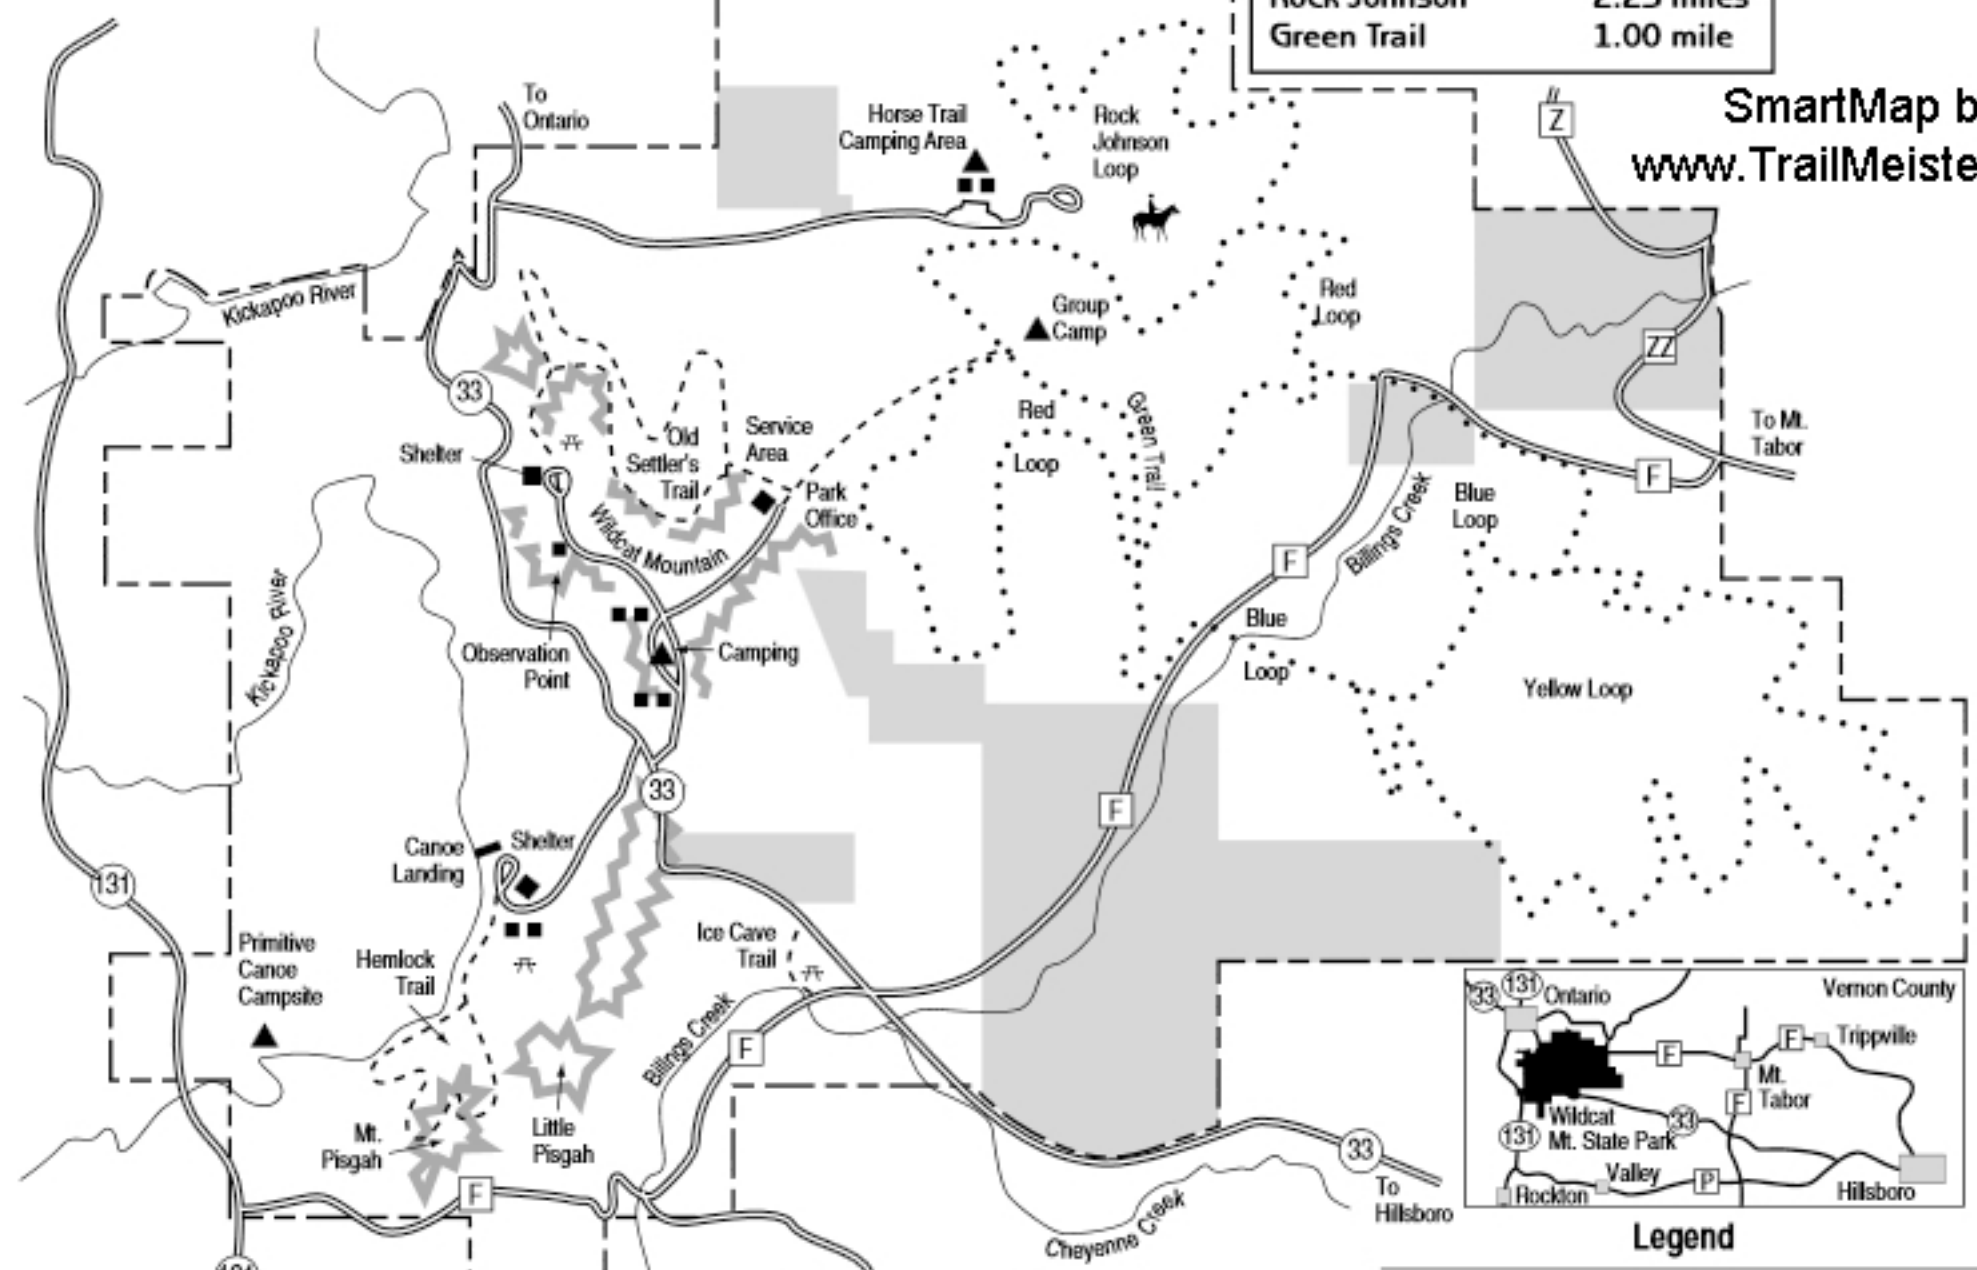 Rock Johnson 2.25 miles
Green Trail 1.00 mile
SmartMap b
www.TrailMeiste
Z
To
Ontario
Horse Trail
Camping Area
Rock
Johnson
Loop
Kickapoo River
Group
Camp
Red
Loop
ZZ
33
Red
Loop
Green Trail
To Mt.
Tabor
Shelter
Old
Settler's
Trail
Service
Area
Park
Office
F
Blue
Loop
Wildcat Mountain
Billings Creek
F
Kickapoo River
Observation
Point
Camping
Blue
Loop
Yellow Loop
33
F
Canoe
Landing
Shelter
131
Primitive
Canoe
Campsite
Hemlock
Trail
Ice Cave
Trail
Billings Creek
F
Mt.
Pisgah
Little
Pisgah
F
33
To
Hillsboro
Cheyenne Creek
33
131
Ontario
Vernon County
F
F
Trippville
Mt.
Tabor
F
Wildcat
Mt. State Park
33
131
Valley
P
Rockton
Hillsboro
Legend